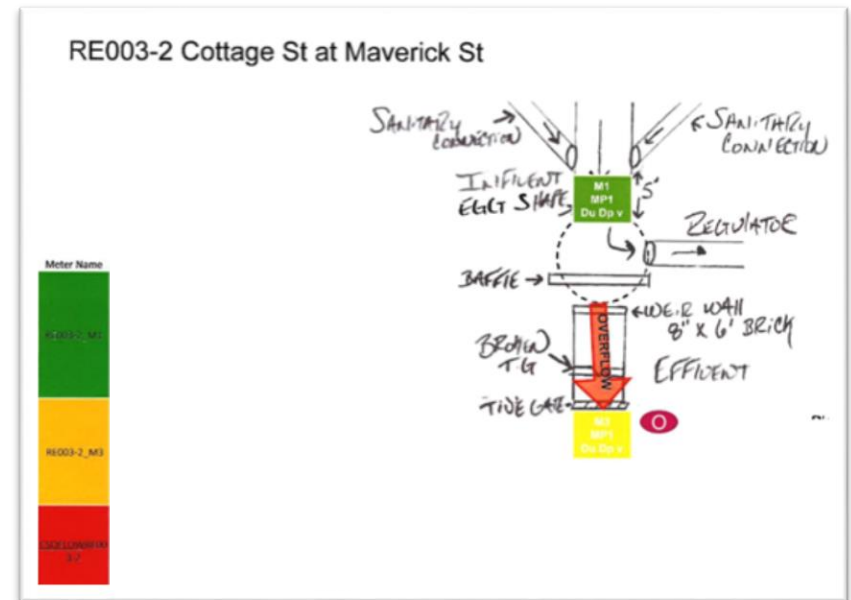 RE003-2 Cottage St at Maverick St
SANITARY
CONNECTION
SANITARY
CONNECTION
INFILENT
EGGT SHAPE
M1
MP1
Du Dp v
5'
REGULATOR
BAFFLE
WEIR WALL
8" X 6' BRICK
OVERFLOW
BROKEN
TG
EFFLUENT
TIDE GATE
M3
MP1
Du Dp v
O
Meter Name
RE003-2_M1
RE003-2_M3